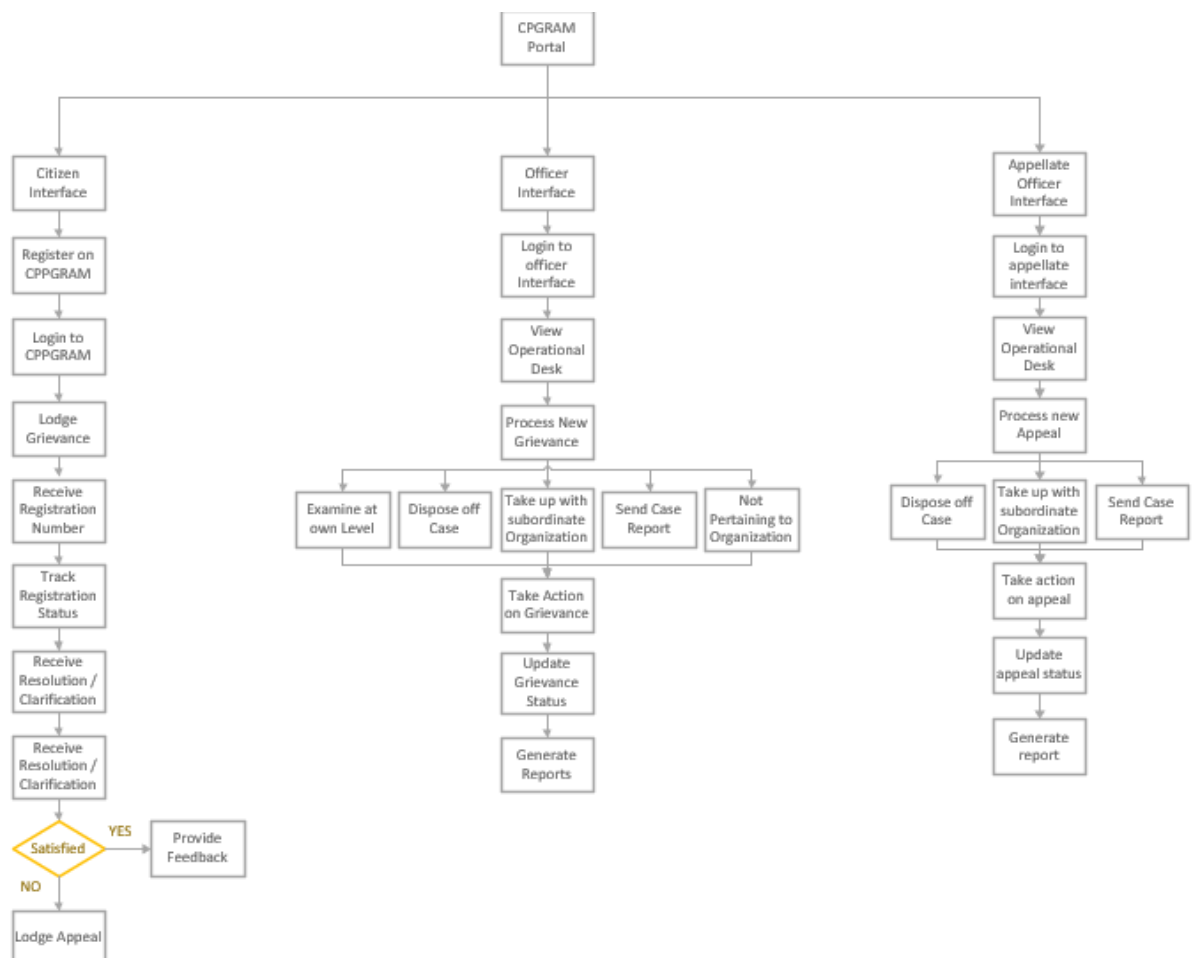 CPGRAM
Portal
Citizen
Interface
Register on
CPPGRAM
Login to
CPPGRAM
Lodge
Grievance
Receive
Registration
Number
Track
Registration
Status
Receive
Resolution /
Clarification
Receive
Resolution /
Clarification
Satisfied
YES
Provide
Feedback
NO
Lodge Appeal
Officer
Interface
Login to
officer
Interface
View
Operational
Desk
Process New
Grievance
Examine at
own Level
Dispose off
Case
Take up with
subordinate
Organization
Send Case
Report
Not
Pertaining to
Organization
Take Action
on Grievance
Update
Grievance
Status
Generate
Reports
Appellate
Officer
Interface
Login to
appellate
interface
View
Operational
Desk
Process new
Appeal
Dispose off
Case
Take up with
subordinate
Organization
Send Case
Report
Take action
on appeal
Update
appeal status
Generate
report